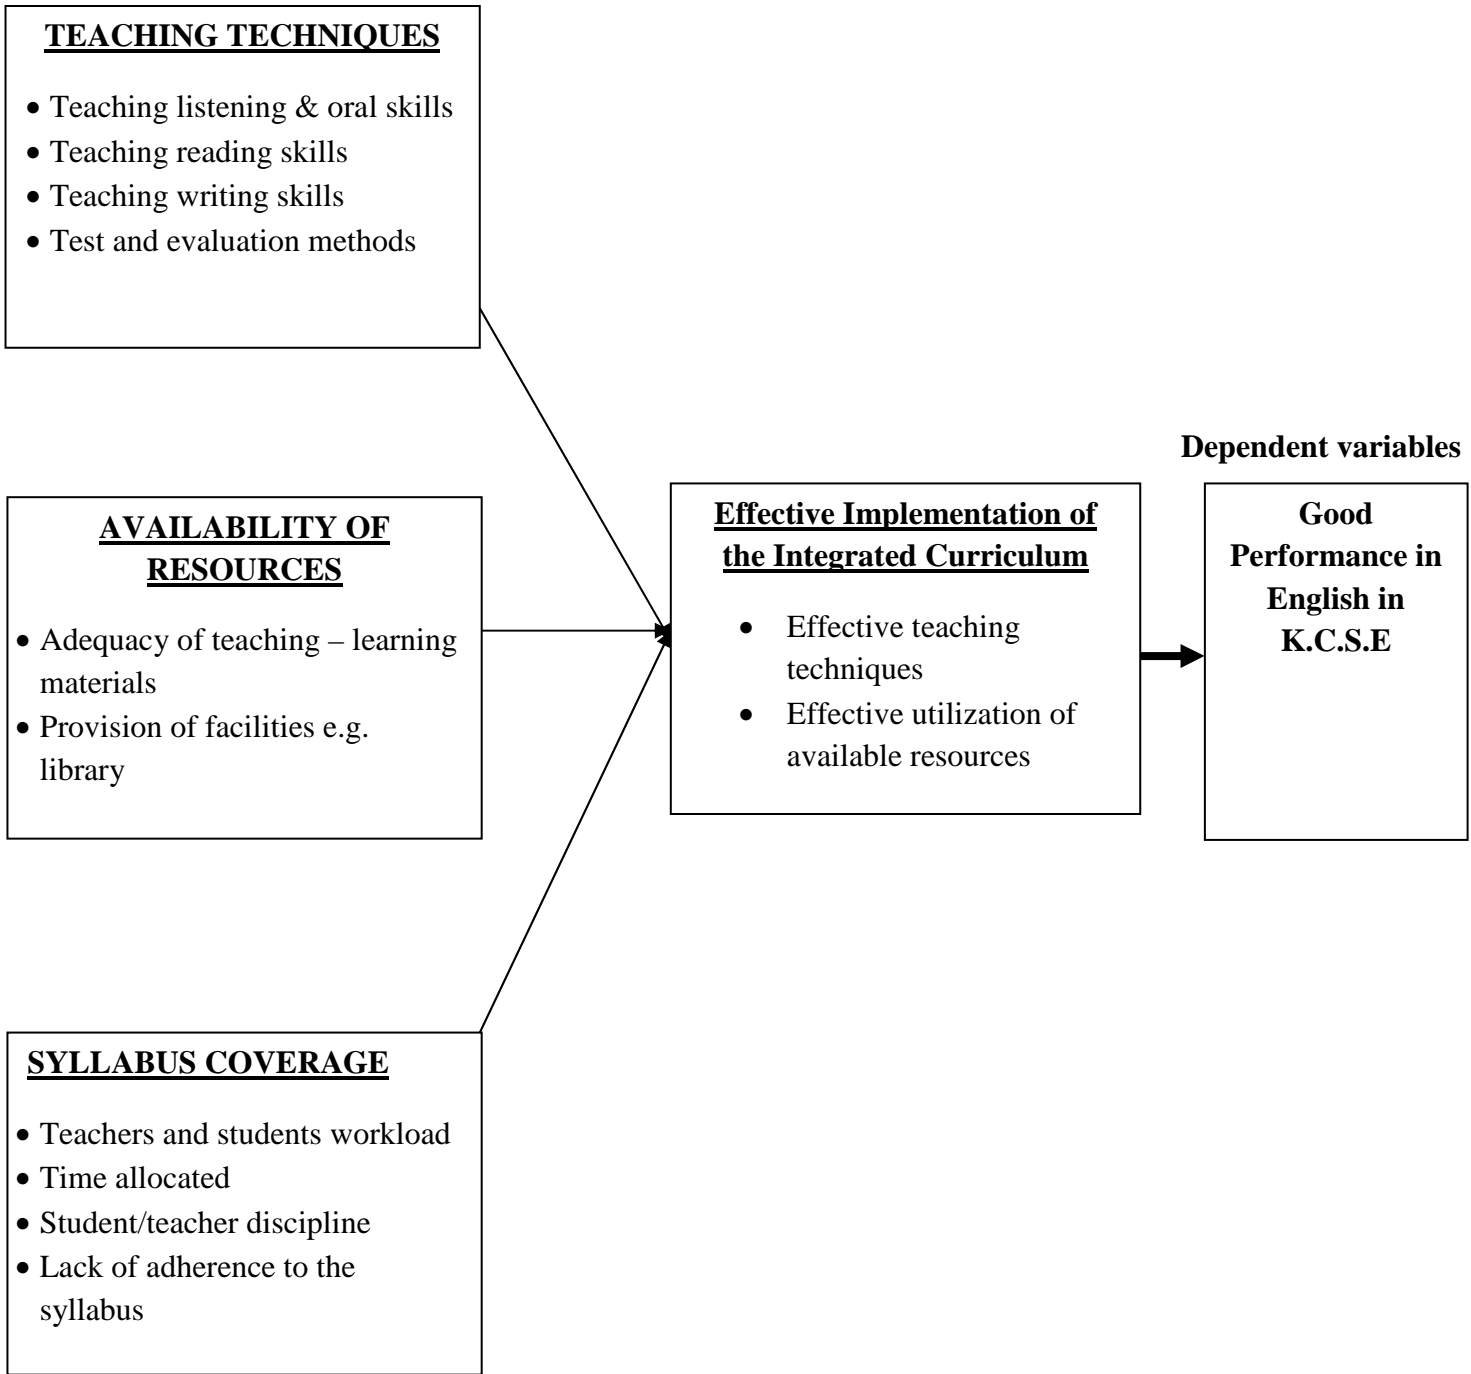 TEACHING TECHNIQUES
• Teaching listening & oral skills
• Teaching reading skills
• Teaching writing skills
• Test and evaluation methods
AVAILABILITY OF
RESOURCES
• Adequacy of teaching – learning
materials
• Provision of facilities e.g.
library
SYLLABUS COVERAGE
• Teachers and students workload
• Time allocated
• Student/teacher discipline
• Lack of adherence to the
syllabus
Effective Implementation of
the Integrated Curriculum
• Effective teaching
techniques
• Effective utilization of
available resources
Dependent variables
Good
Performance in
English in
K.C.S.E